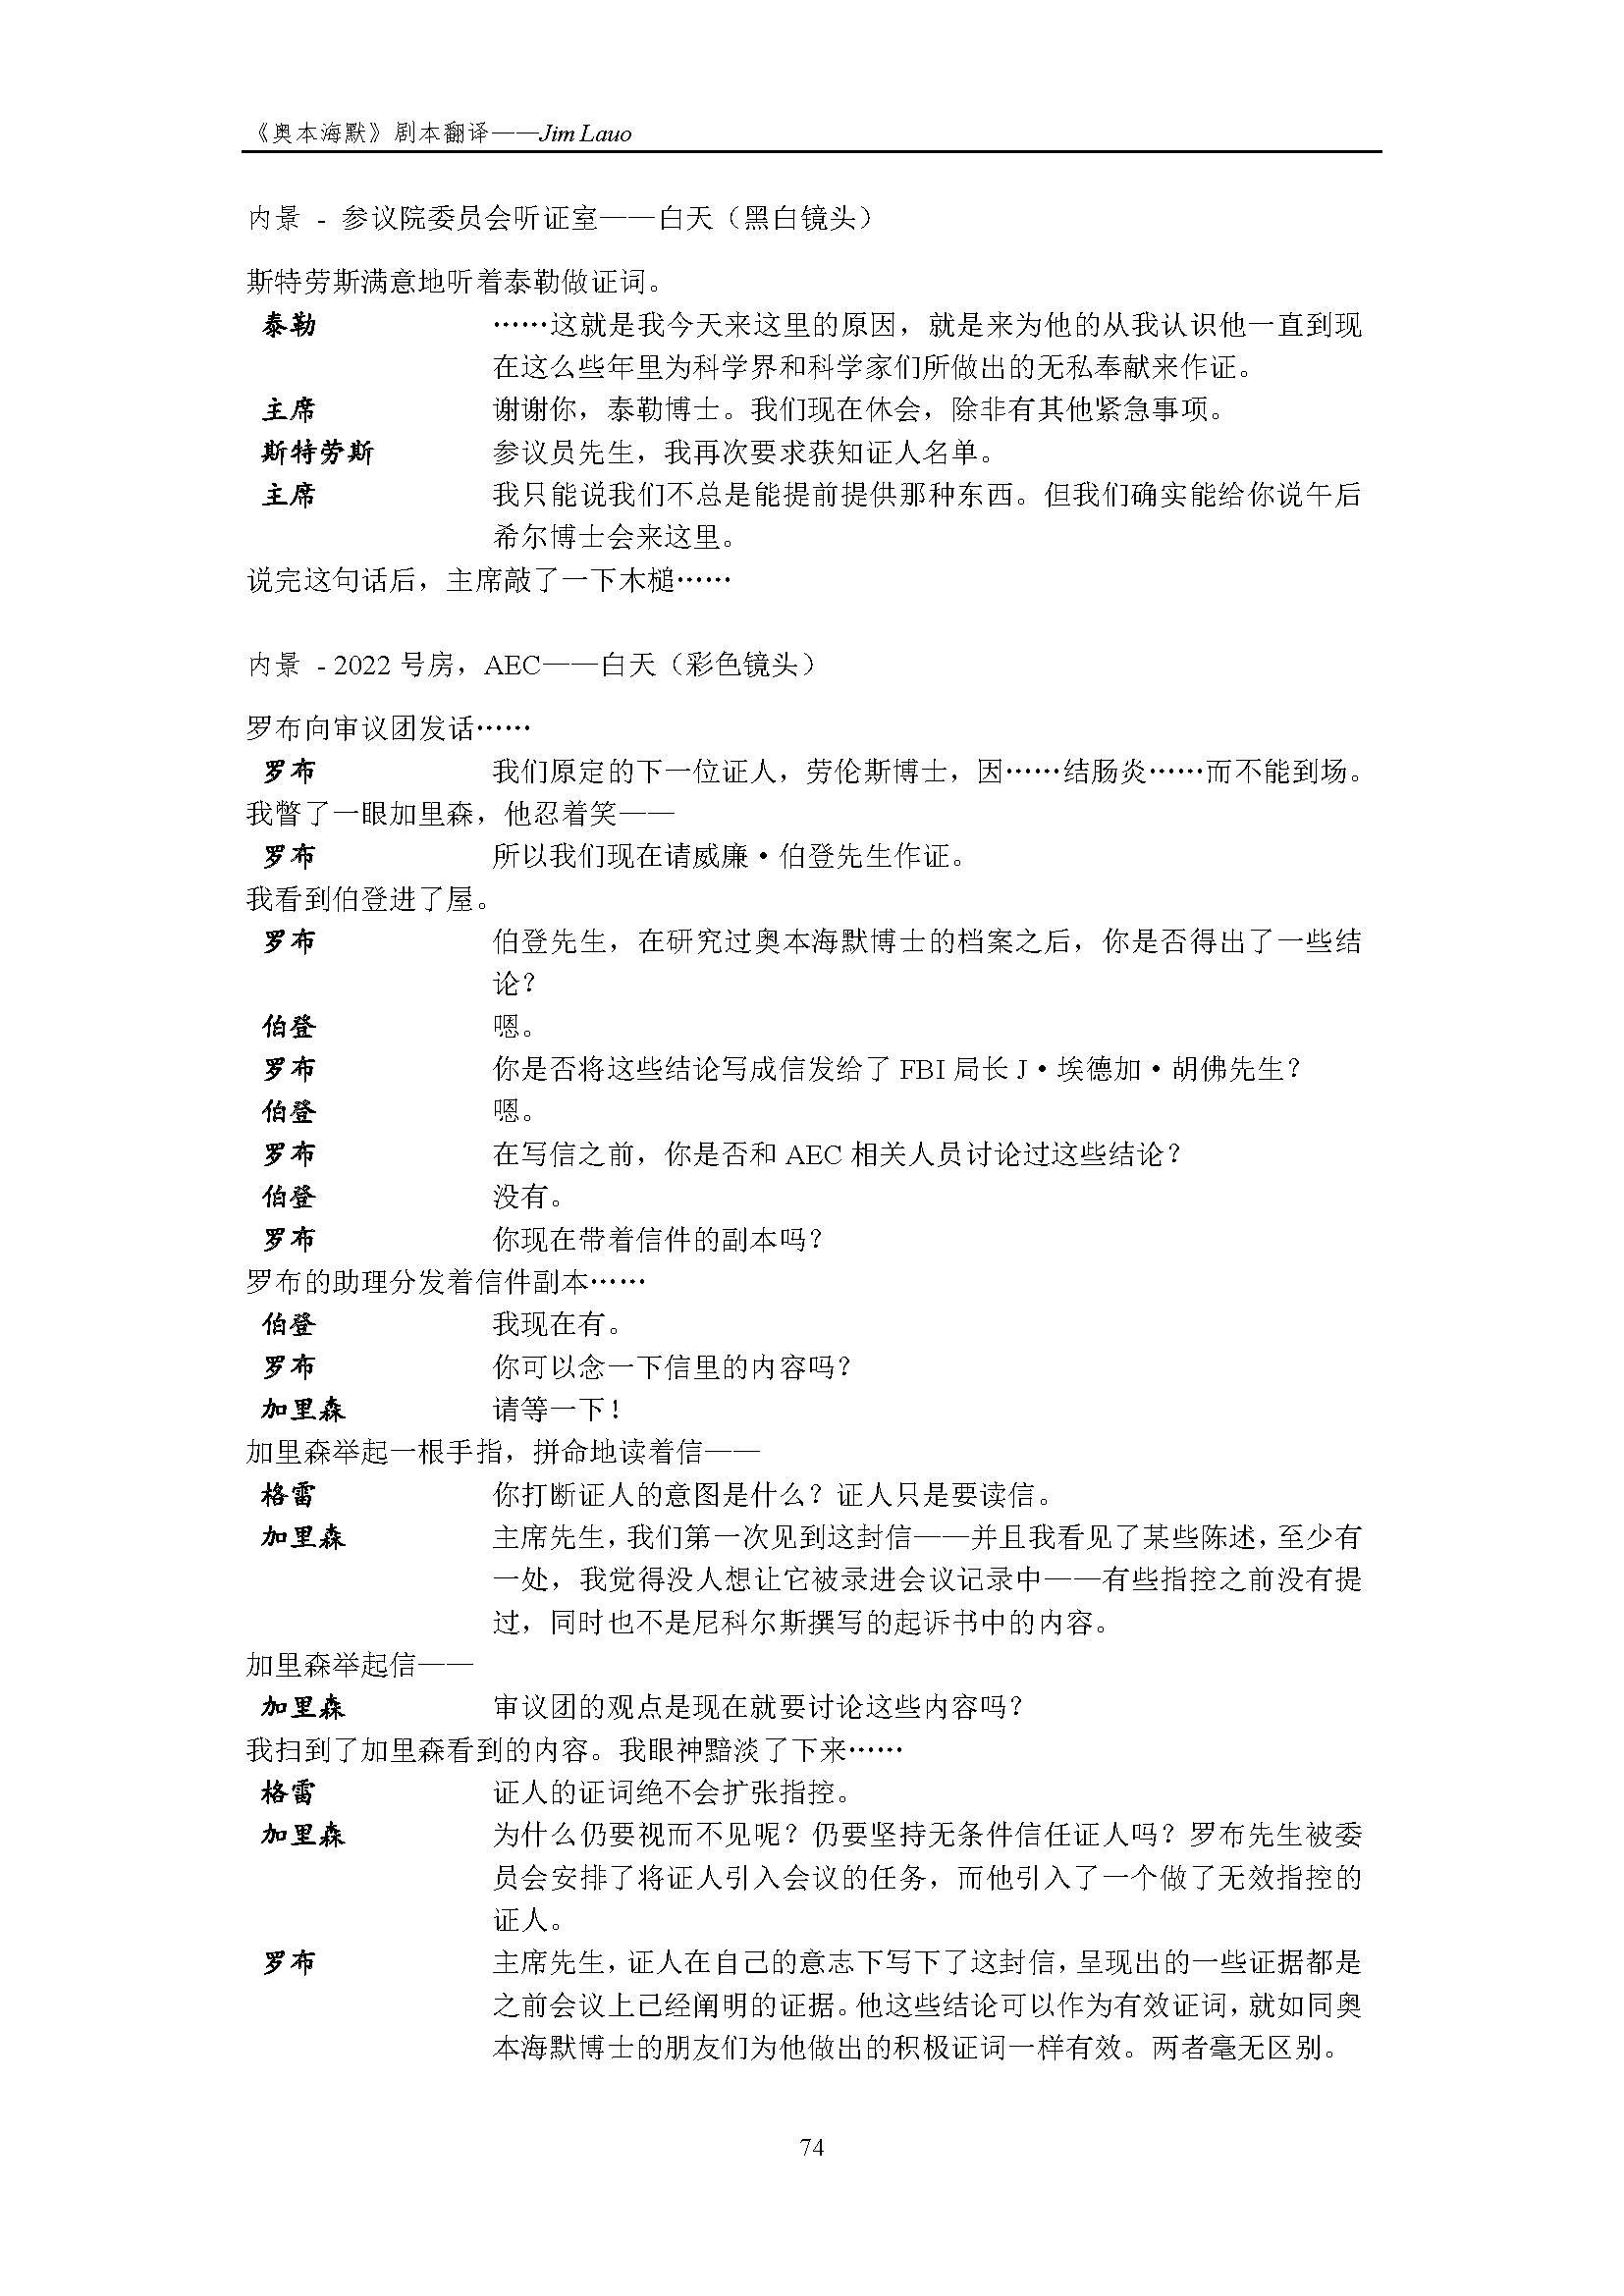 《奥本海默》剧本翻译——Jim Lauo
内景 - 参议院委员会听证室——白天（黑白镜头）
斯特劳斯满意地听着泰勒做证词。
泰勒 ……这就是我今天来这里的原因，就是来为他的从我认识他一直到现
在这么些年里为科学界和科学家们所做出的无私奉献来作证。
主席 谢谢你，泰勒博士。我们现在休会，除非有其他紧急事项。
斯特劳斯 参议员先生，我再次要求获知证人名单。
主席 我只能说我们不总是能提前提供那种东西。但我们确实能给你说午后
希尔博士会来这里。
说完这句话后，主席敲了一下木槌……
内景 - 2022 号房，AEC——白天（彩色镜头）
罗布向审议团发话……
罗布 我们原定的下一位证人，劳伦斯博士，因……结肠炎……而不能到场。
我瞥了一眼加里森，他忍着笑——
罗布 所以我们现在请威廉·伯登先生作证。
我看到伯登进了屋。
罗布 伯登先生，在研究过奥本海默博士的档案之后，你是否得出了一些结
论？
伯登 嗯。
罗布 你是否将这些结论写成信发给了 FBI 局长 J·埃德加·胡佛先生？
伯登 嗯。
罗布 在写信之前，你是否和 AEC 相关人员讨论过这些结论？
伯登 没有。
罗布 你现在带着信件的副本吗？
罗布的助理分发着信件副本……
伯登 我现在有。
罗布 你可以念一下信里的内容吗？
加里森 请等一下！
加里森举起一根手指，拼命地读着信——
格雷 你打断证人的意图是什么？证人只是要读信。
加里森 主席先生，我们第一次见到这封信——并且我看见了某些陈述，至少有
一处，我觉得没人想让它被录进会议记录中——有些指控之前没有提
过，同时也不是尼科尔斯撰写的起诉书中的内容。
加里森举起信——
加里森 审议团的观点是现在就要讨论这些内容吗？
我扫到了加里森看到的内容。我眼神黯淡了下来……
格雷 证人的证词绝不会扩张指控。
加里森 为什么仍要视而不见呢？仍要坚持无条件信任证人吗？罗布先生被委
员会安排了将证人引入会议的任务，而他引入了一个做了无效指控的
证人。
罗布 主席先生，证人在自己的意志下写下了这封信，呈现出的一些证据都是
之前会议上已经阐明的证据。他这些结论可以作为有效证词，就如同奥
本海默博士的朋友们为他做出的积极证词一样有效。两者毫无区别。
74